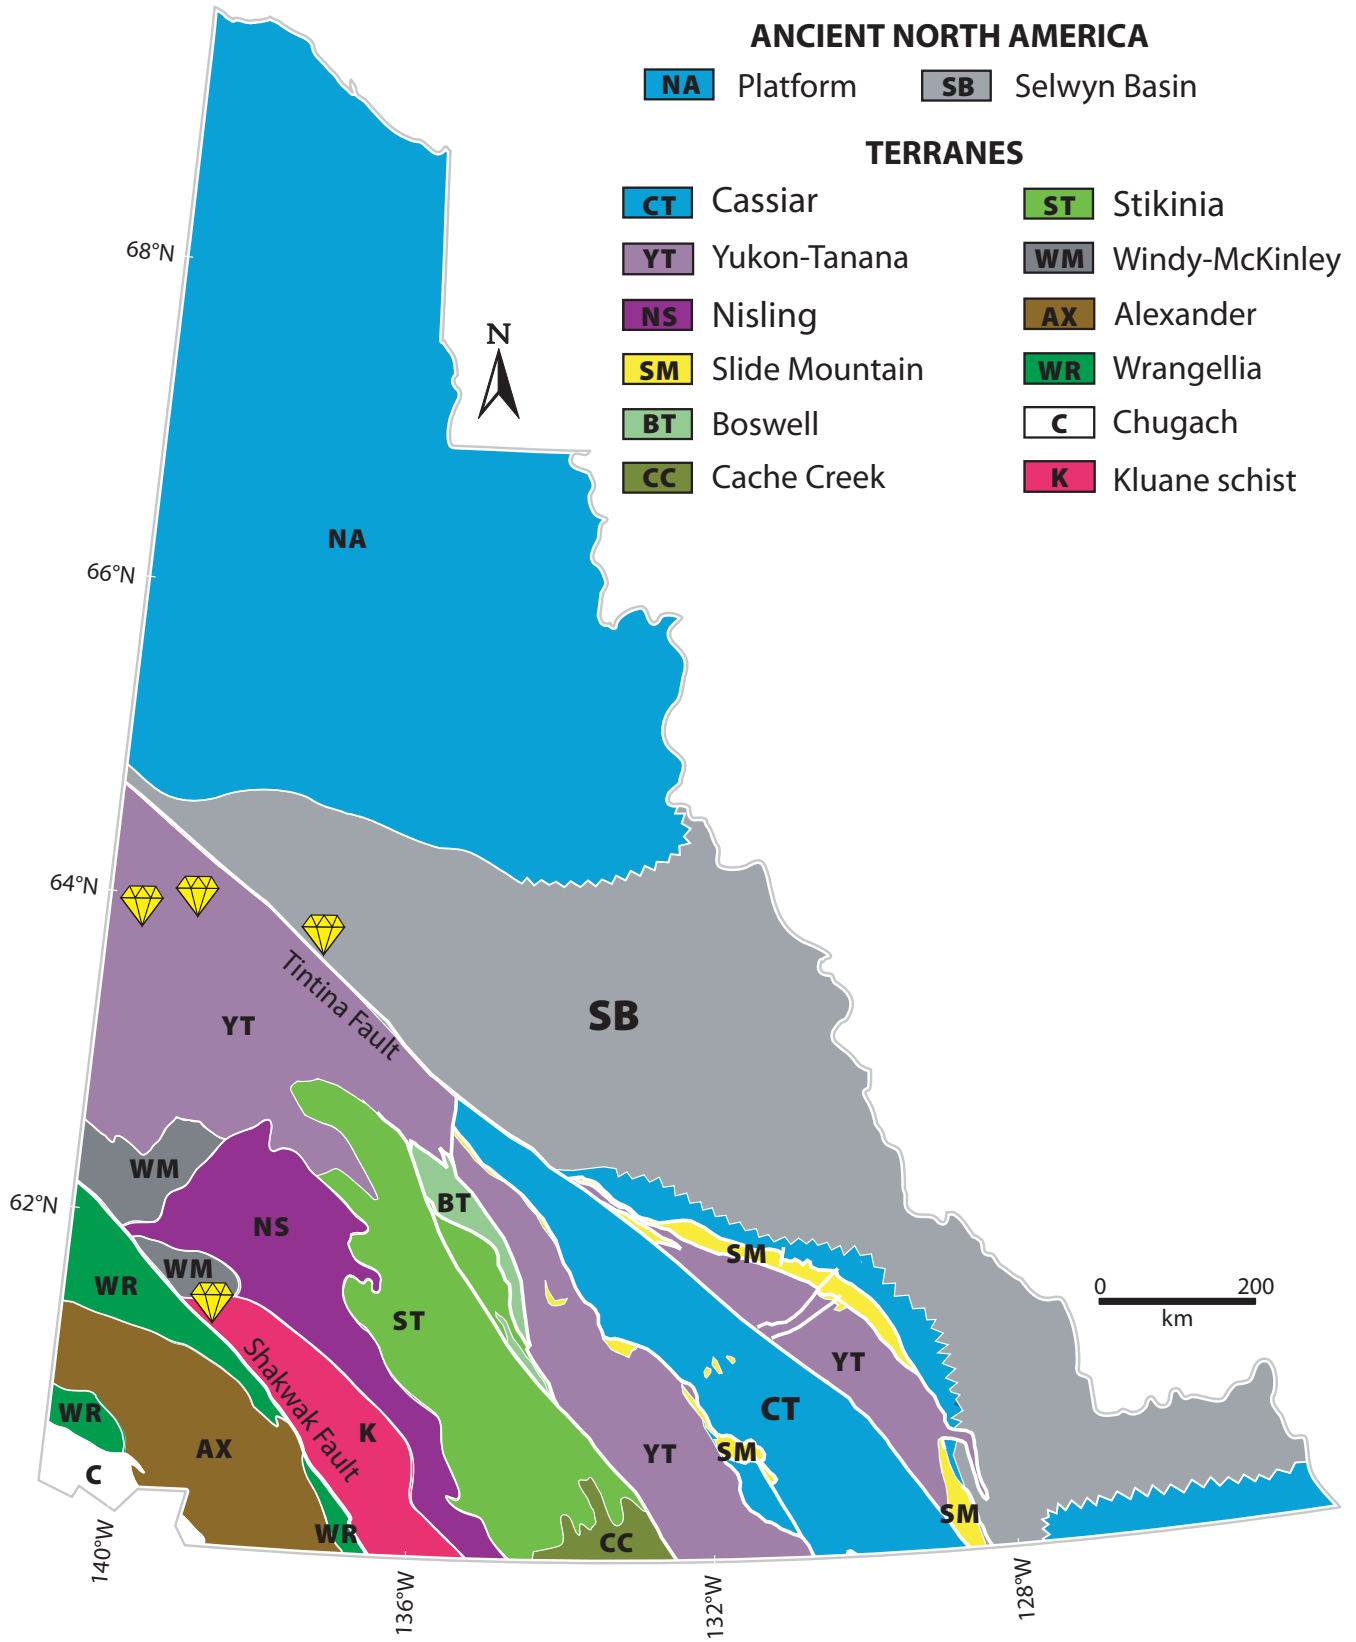 ANCIENT NORTH AMERICA
NA Platform SB Selwyn Basin
TERRANES
CT Cassiar ST Stikinia
YT Yukon-Tanana WM Windy-McKinley
NS Nisling AX Alexander
SM Slide Mountain WR Wrangellia
BT Boswell C Chugach
CC Cache Creek K Kluane schist
68°N
N
NA
66°N
64°N
Tintina Fault
SB
YT
WM
62°N
BT
NS
SM
WM
WR
0 200
km
ST
YT
Shakwak Fault
CT
WR
K
AX
YT
SM
C
SM
WR
CC
140°W
136°W
132°W
128°W